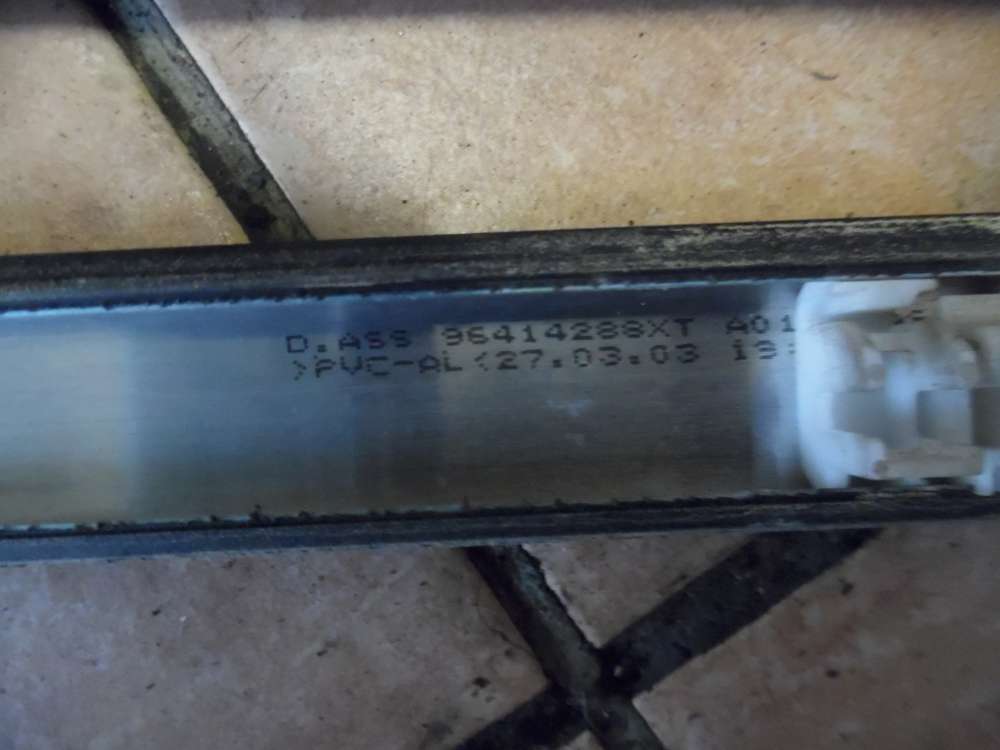 D.ASS 96414288XT A01
>PVC-AL<27.03.03 19: